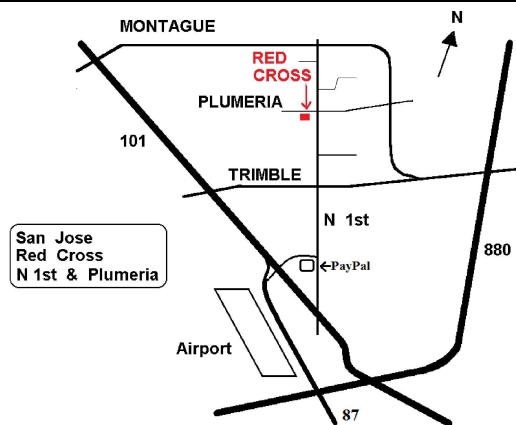 MONTAGUE
N
RED
CROSS
PLUMERIA
101
TRIMBLE
N 1st
San Jose
Red Cross
N 1st & Plumeria
880
PayPal
Airport
87